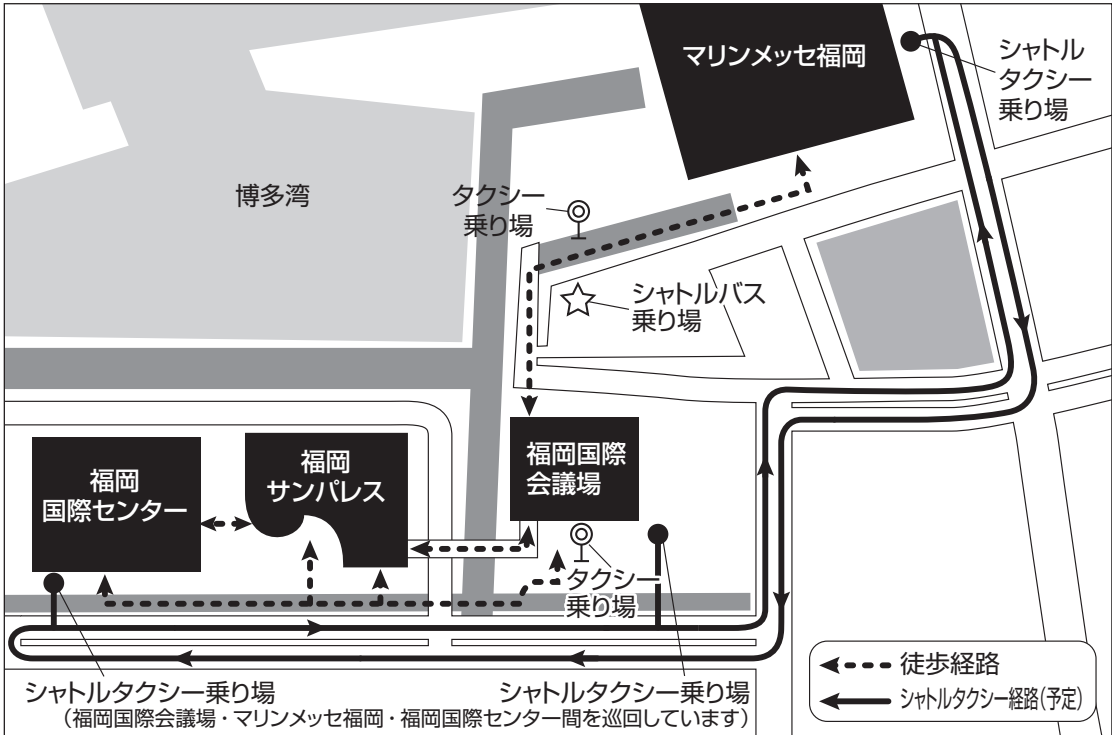 マリンメッセ福岡
シャトル
タクシー
乗り場
博多湾
タクシー
乗り場
シャトルバス
乗り場
福岡国際
会議場
福岡
サンパレス
福岡
国際センター
タクシー
乗り場
シャトルタクシー乗り場
シャトルタクシー乗り場
（福岡国際会議場・マリンメッセ福岡・福岡国際センター間を巡回しています）
徒歩経路
シャトルタクシー経路(予定)